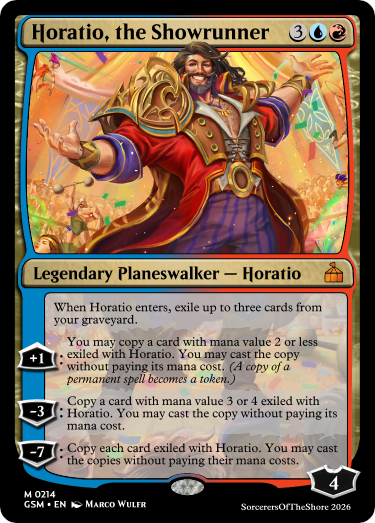 Horatio, the Showrunner 3
Legendary Planeswalker — Horatio
When Horatio enters, exile up to three cards from
your graveyard.
+1: You may copy a card with mana value 2 or less
exiled with Horatio. You may cast the copy
without paying its mana cost. (A copy of a
permanent spell becomes a token.)
-3: Copy a card with mana value 3 or 4 exiled with
Horatio. You may cast the copy without paying its
mana cost.
-7: Copy each card exiled with Horatio. You may cast
the copies without paying their mana costs.
4
M 0214
GSM • EN Marco Wulfr
SorcerersOfTheShore 2026